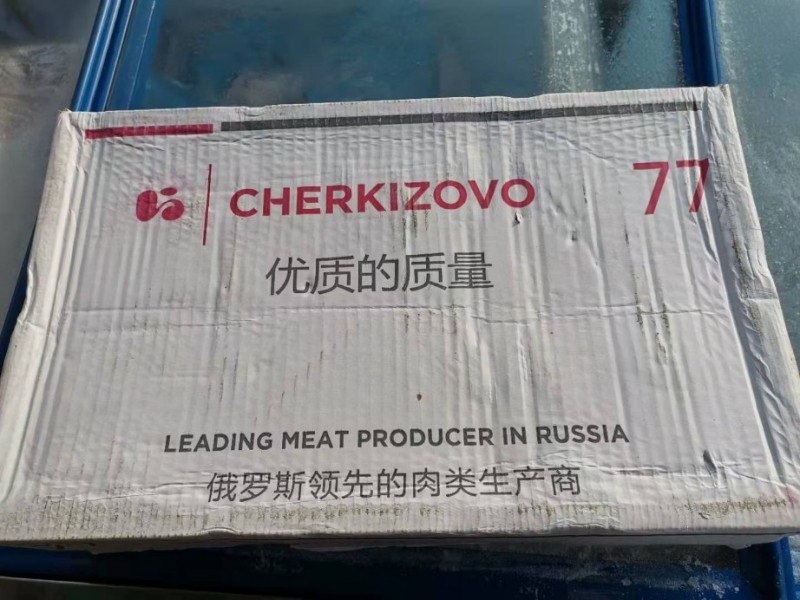 CHERKIZOVO 77
优质的质量
LEADING MEAT PRODUCER IN RUSSIA
俄罗斯领先的肉类生产商